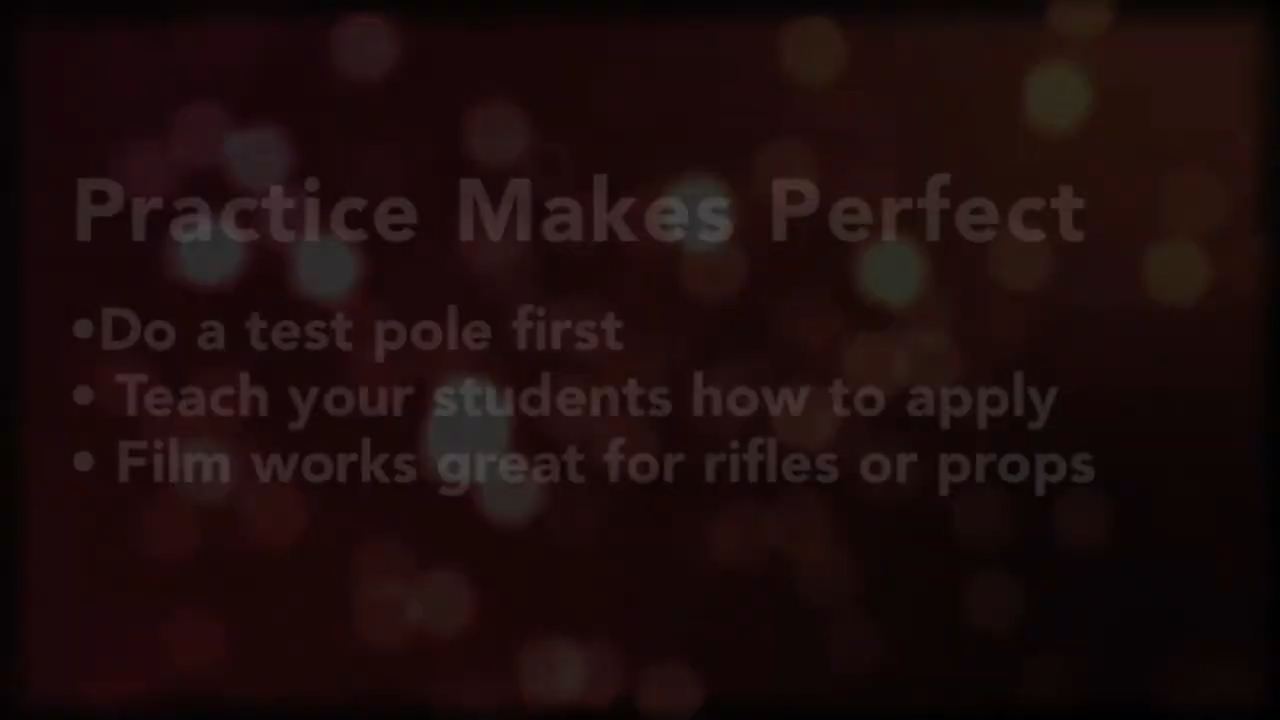 Practice Makes Perfect
•Do a test pole first
• Teach your students how to apply
• Film works great for rifles or props